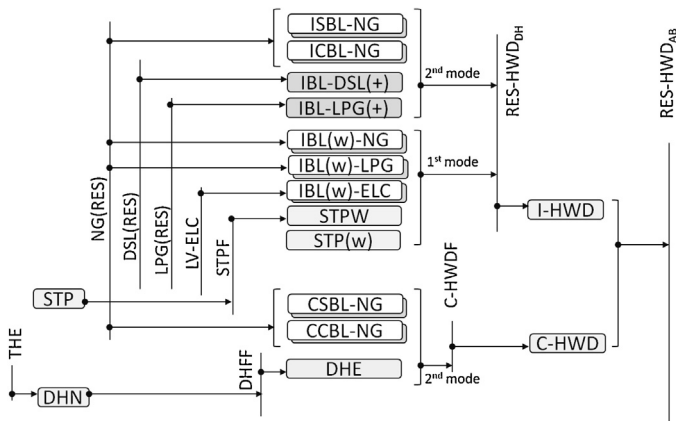 ISBL-NG
ICBL-NG
IBL-DSL(+)
IBL-LPG(+)
2nd mode
RES-HWD_DH
RES-HWD_AB
IBL(w)-NG
IBL(w)-LPG
IBL(w)-ELC
STPW
STP(w)
1st mode
NG(RES)
DSL(RES)
LPG(RES)
LV-ELC
STPF
I-HWD
STP
CSBL-NG
CCBL-NG
C-HWDF
C-HWD
THE
DHFF
DHE
2nd mode
DHN